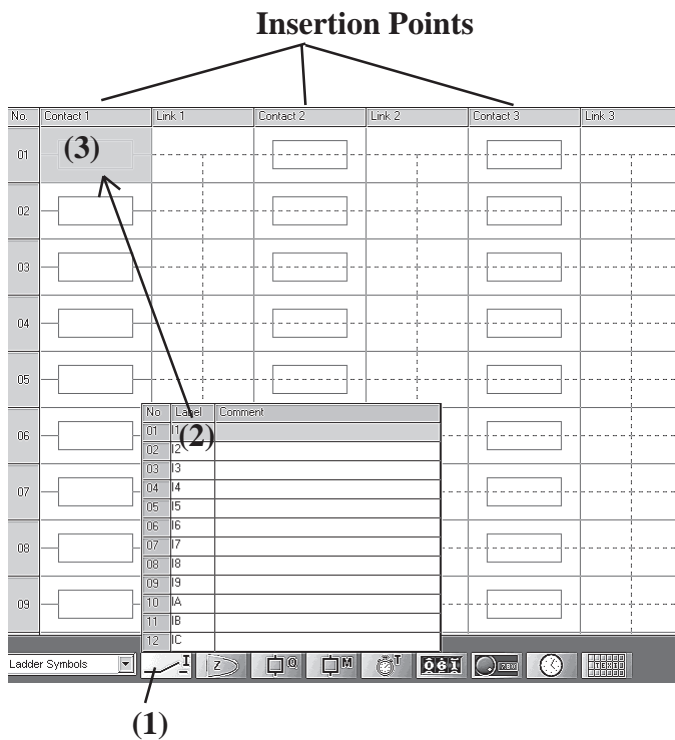 Insertion Points
No. Contact 1 Link 1 Contact 2 Link 2 Contact 3 Link 3
01 (3)
02
03
04
05
No Label Comment
01 I1
(2)
06
02 I2
03 I3
04 I4
07
05 I5
06 I6
07 I7
08
08 I8
09 I9
09
10 IA
11 IB
12 IC
Ladder Symbols I Z Q M T 061 TEXT
(1)